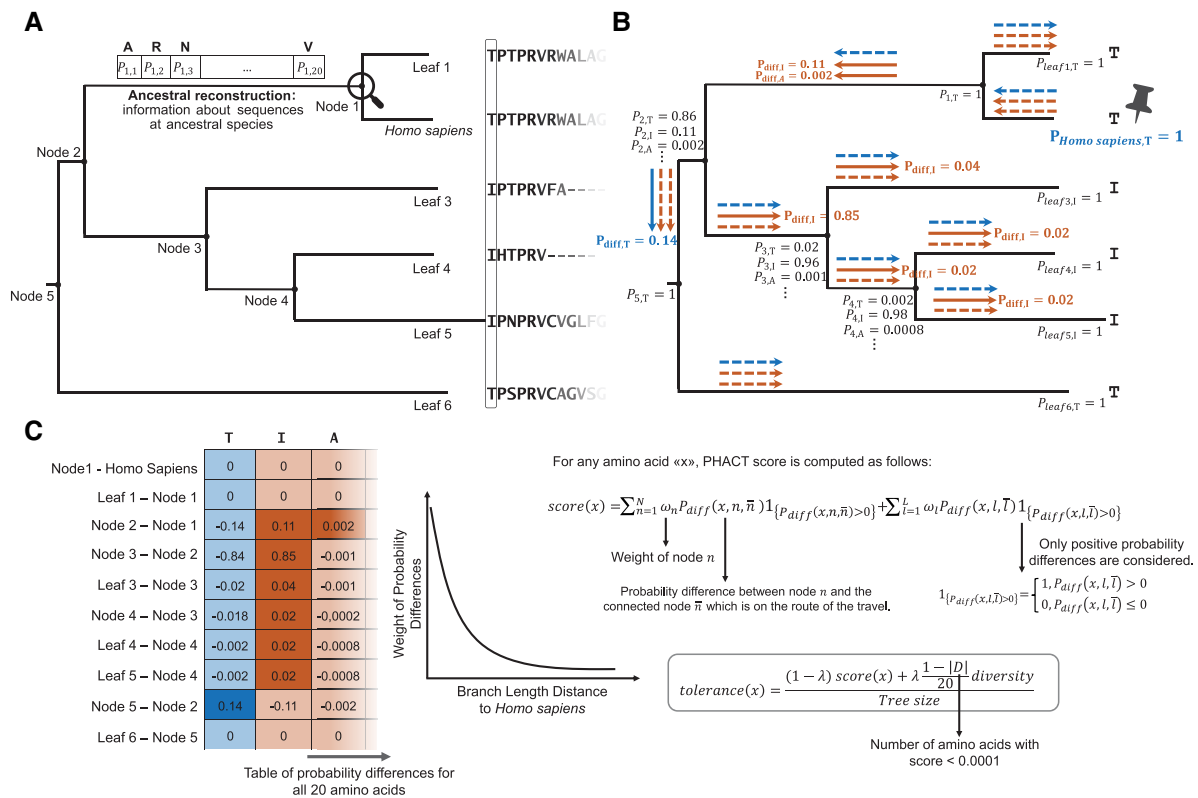 A
A R N V
P1,1 P1,2 P1,3 ... P1,20
Ancestral reconstruction:
information about sequences
at ancestral species
Node 1
Leaf 1
Homo sapiens
Node 2
Leaf 3
Node 3
Leaf 4
Node 4
Node 5
Leaf 5
Leaf 6
TPTPRVRWALAG
TPTPRVRWALAG
IPTPRVFA----
IHTPRV-----
IPNPRVCVGLFG
TPSPRVCAGVSG
B
Pdiff,I = 0.11
Pdiff,A = 0.002
P1,T = 1
Pleaf1,T = 1
T
T
PHomo sapiens,T = 1
P2,T = 0.86
P2,I = 0.11
P2,A = 0.002
⋮
Pdiff,T = 0.14
Pdiff,I = 0.04
Pleaf3,I = 1
I
Pdiff,I = 0.85
P3,T = 0.02
P3,I = 0.96
P3,A = 0.001
⋮
Pdiff,I = 0.02
Pleaf4,I = 1
I
Pdiff,I = 0.02
P4,T = 0.002
P4,I = 0.98
P4,A = 0.0008
⋮
Pdiff,I = 0.02
Pleaf5,I = 1
I
P5,T = 1
Pleaf6,T = 1
T
C
T I A
Node1 - Homo Sapiens 0 0 0
Leaf 1 – Node 1 0 0 0
Node 2 – Node 1 -0.14 0.11 0.002
Node 3 – Node 2 -0.84 0.85 -0.001
Leaf 3 – Node 3 -0.02 0.04 -0.001
Node 4 – Node 3 -0.018 0.02 -0,0002
Leaf 4 – Node 4 -0.002 0.02 -0.0008
Leaf 5 – Node 4 -0.002 0.02 -0.0008
Node 5 – Node 2 0.14 -0.11 -0.002
Leaf 6 – Node 5 0 0 0
Table of probability differences for
all 20 amino acids
Weight of Probability
Differences
Branch Length Distance
to Homo sapiens
For any amino acid «x», PHACT score is computed as follows:
score(x) = ∑ᴺₙ₌₁ ωₙPdiff(x, n, n̅ )1{Pdiff(x,n,n̅)>0} + ∑ᴸₗ₌₁ ωₗPdiff(x, l, l̅ )1{Pdiff(x,l,l̅)>0}
Weight of node n
Probability difference between node n and the
connected node n̅ which is on the route of the travel.
Only positive probability
differences are considered.
1{Pdiff(x,l,l̅)>0} = { 1, Pdiff(x, l, l̅) > 0
0, Pdiff(x, l, l̅) ≤ 0
tolerance(x) = ((1 − λ) score(x) + λ (1 − |D|)/20 diversity) / Tree size
Number of amino acids with
score < 0.0001